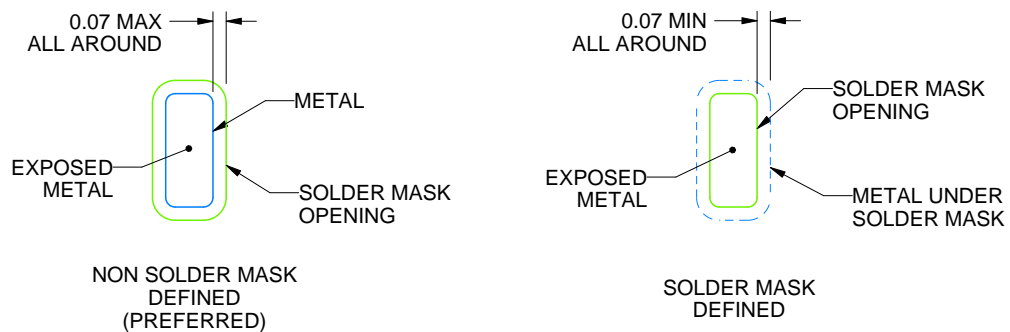 0.07 MAX
ALL AROUND
METAL
EXPOSED
METAL
SOLDER MASK
OPENING
NON SOLDER MASK
DEFINED
(PREFERRED)
0.07 MIN
ALL AROUND
SOLDER MASK
OPENING
EXPOSED
METAL
METAL UNDER
SOLDER MASK
SOLDER MASK
DEFINED